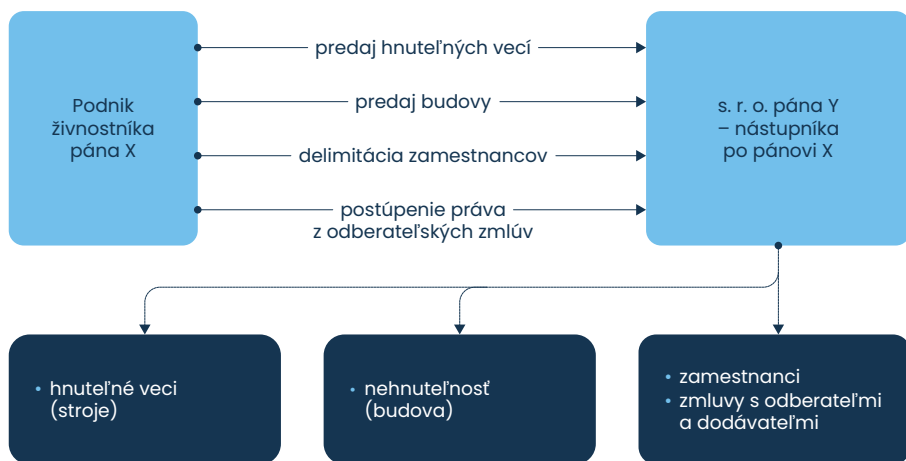 Podnik
živnostníka
pána X
predaj hnuteľných vecí
predaj budovy
delimitácia zamestnancov
postúpenie práva
z odberateľských zmlúv
s. r. o. pána Y
– nástupníka
po pánovi X
• hnuteľné veci
(stroje)
• nehnuteľnosť
(budova)
• zamestnanci
• zmluvy s odberateľmi
a dodávateľmi